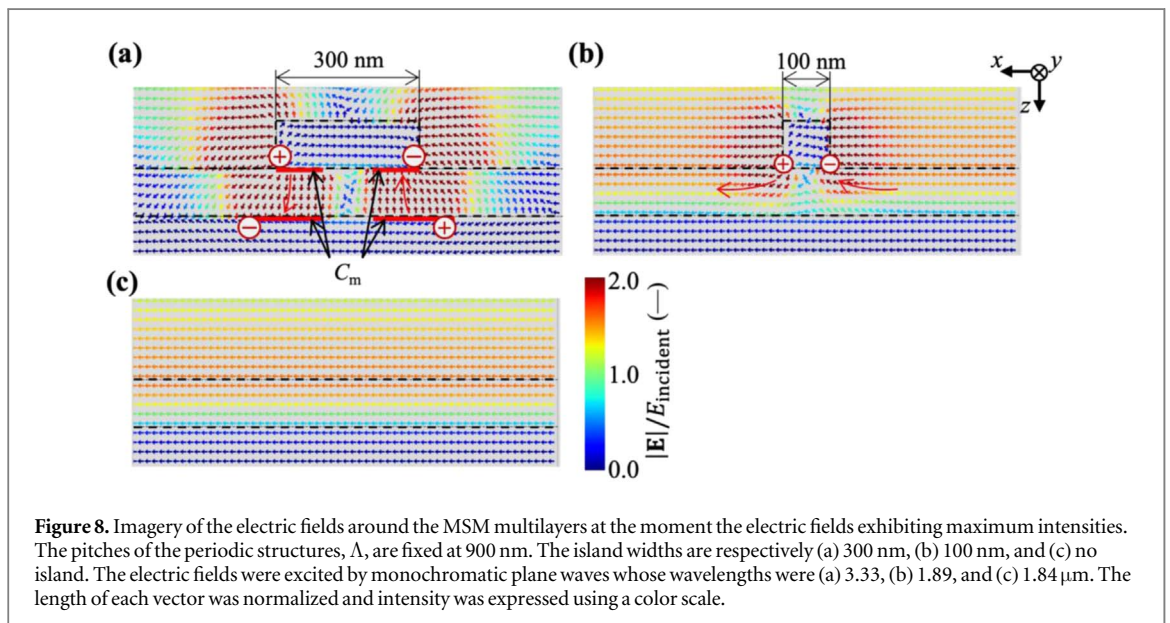 (a)
300 nm
(b)
100 nm
x
y
z
+
−
−
+
+
−
Cm
(c)
2.0
1.0
0.0
|E|/Eincident (—)
Figure 8. Imagery of the electric fields around the MSM multilayers at the moment the electric fields exhibiting maximum intensities.
The pitches of the periodic structures, Λ, are fixed at 900 nm. The island widths are respectively (a) 300 nm, (b) 100 nm, and (c) no
island. The electric fields were excited by monochromatic plane waves whose wavelengths were (a) 3.33, (b) 1.89, and (c) 1.84 μm. The
length of each vector was normalized and intensity was expressed using a color scale.